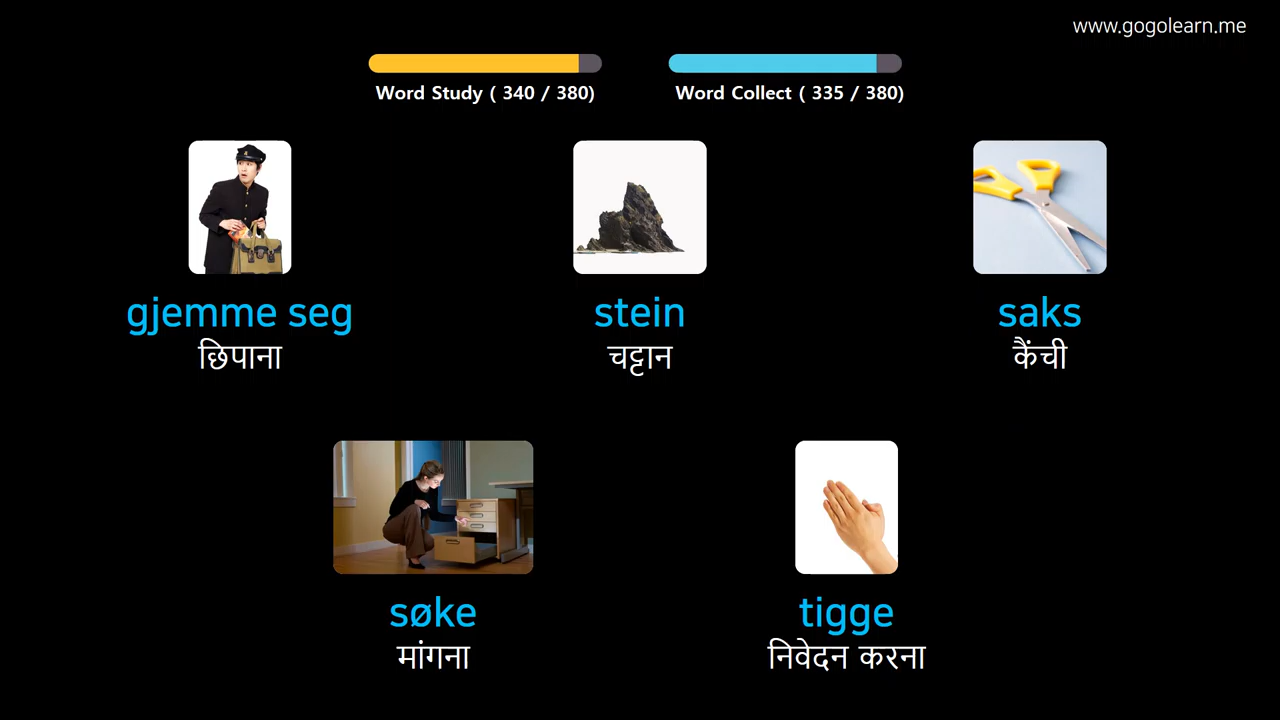 www.gogolearn.me
Word Study ( 340 / 380)
Word Collect ( 335 / 380)
gjemme seg
छिपाना
stein
चट्टान
saks
कैंची
søke
मांगना
tigge
निवेदन करना